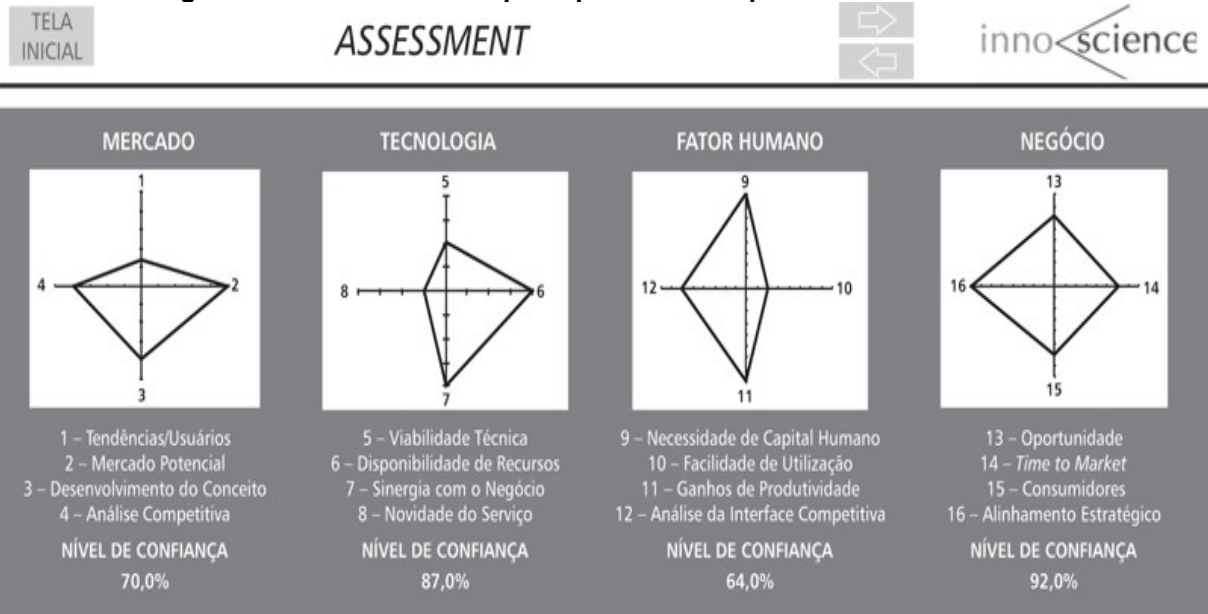 TELA
INICIAL
ASSESSMENT
inno science
MERCADO
1
4
2
3
1 – Tendências/Usuários
2 – Mercado Potencial
3 – Desenvolvimento do Conceito
4 – Análise Competitiva
NÍVEL DE CONFIANÇA
70,0%
TECNOLOGIA
5
8
6
7
5 – Viabilidade Técnica
6 – Disponibilidade de Recursos
7 – Sinergia com o Negócio
8 – Novidade do Serviço
NÍVEL DE CONFIANÇA
87,0%
FATOR HUMANO
9
12
10
11
9 – Necessidade de Capital Humano
10 – Facilidade de Utilização
11 – Ganhos de Produtividade
12 – Análise da Interface Competitiva
NÍVEL DE CONFIANÇA
64,0%
NEGÓCIO
13
16
14
15
13 – Oportunidade
14 – Time to Market
15 – Consumidores
16 – Alinhamento Estratégico
NÍVEL DE CONFIANÇA
92,0%